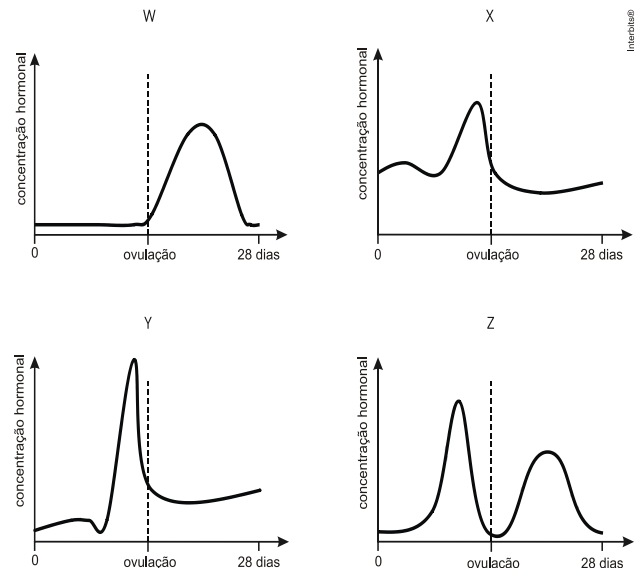 W
concentração hormonal
0
ovulação
28 dias
X
Interbits®
concentração hormonal
0
ovulação
28 dias
Y
concentração hormonal
0
ovulação
28 dias
Z
concentração hormonal
0
ovulação
28 dias